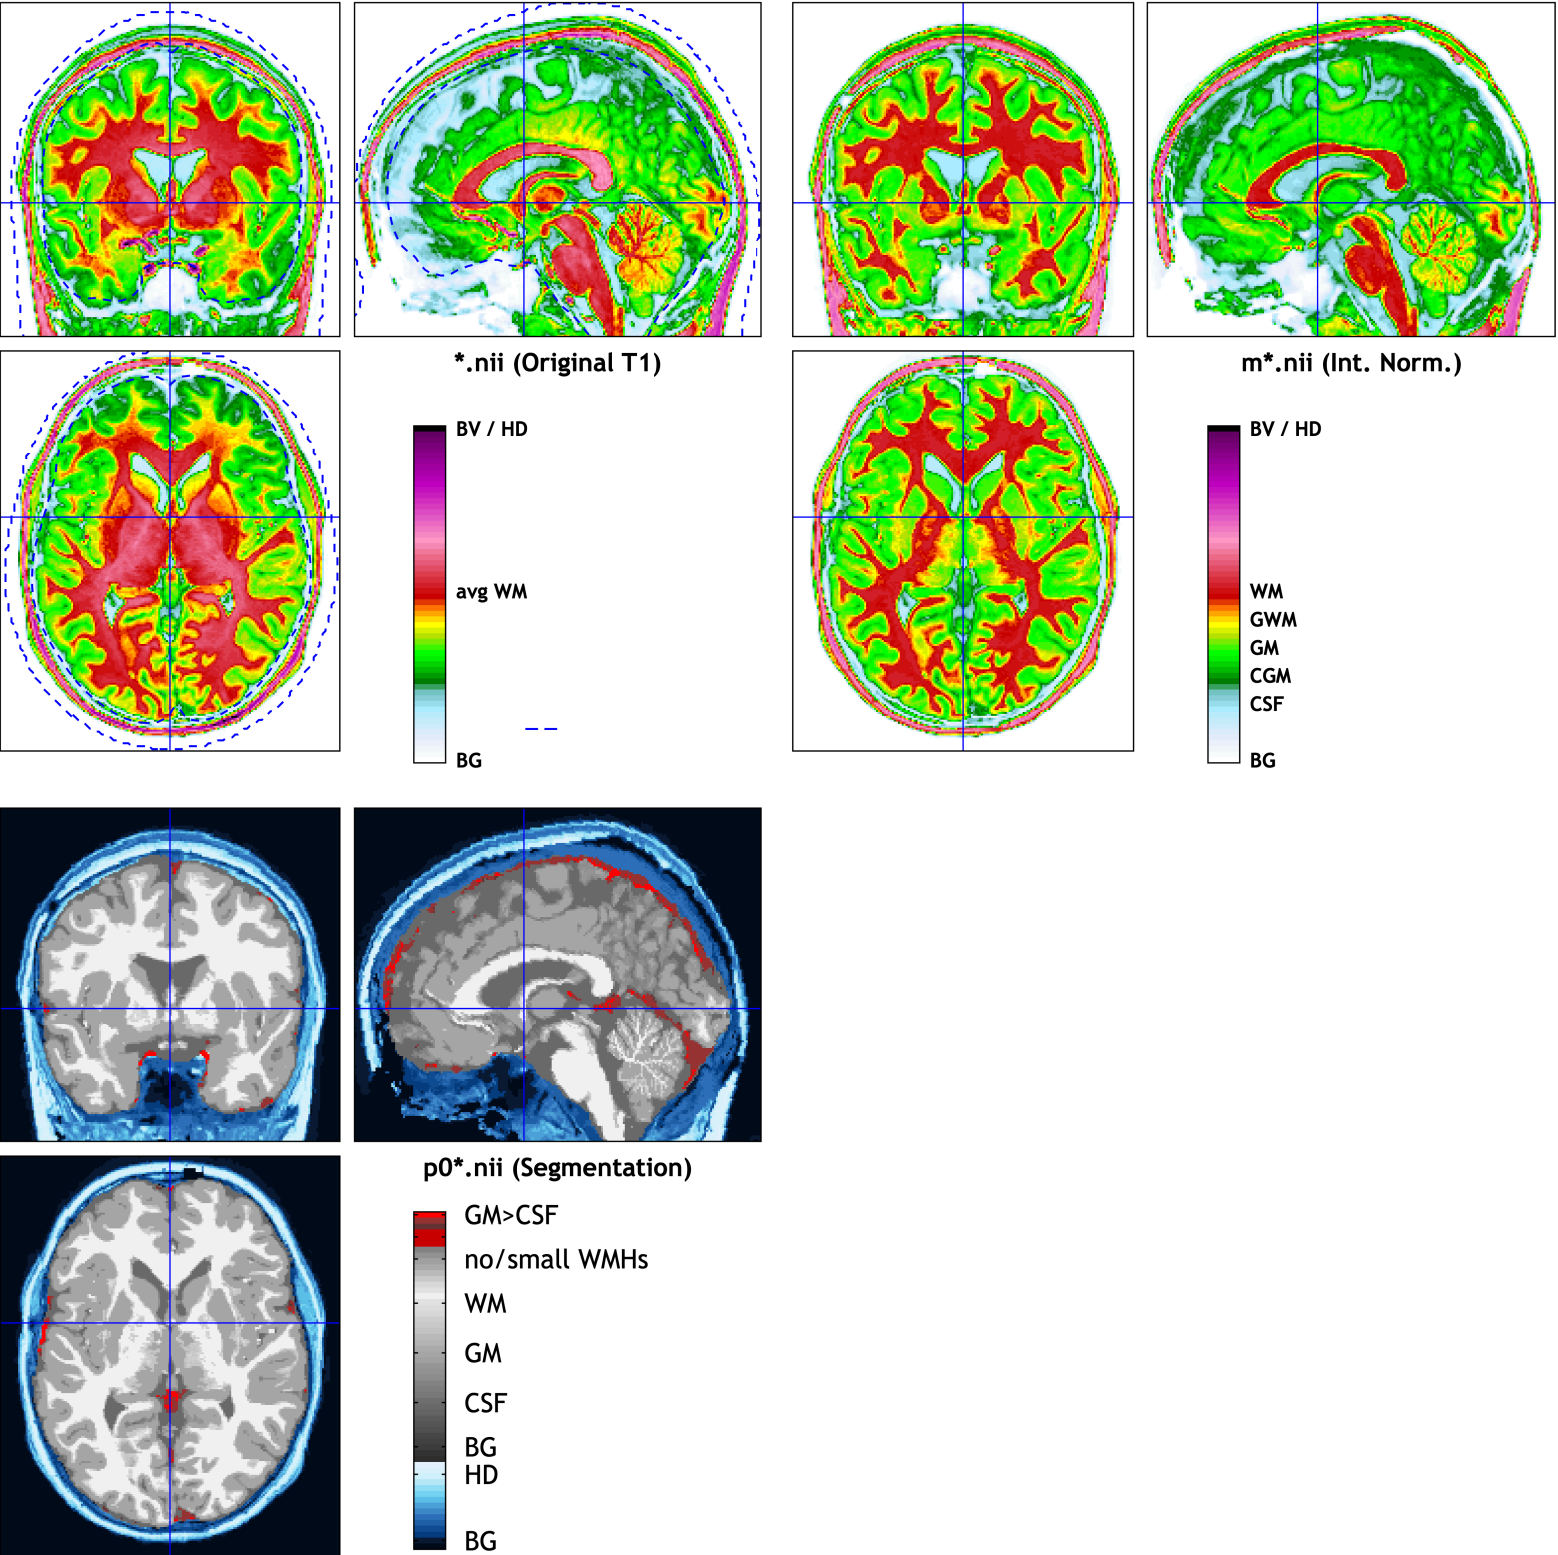 *.nii (Original T1)
BV / HD
avg WM
BG
m*.nii (Int. Norm.)
BV / HD
WM
GWM
GM
CGM
CSF
BG
p0*.nii (Segmentation)
GM>CSF
no/small WMHs
WM
GM
CSF
BG
HD
BG